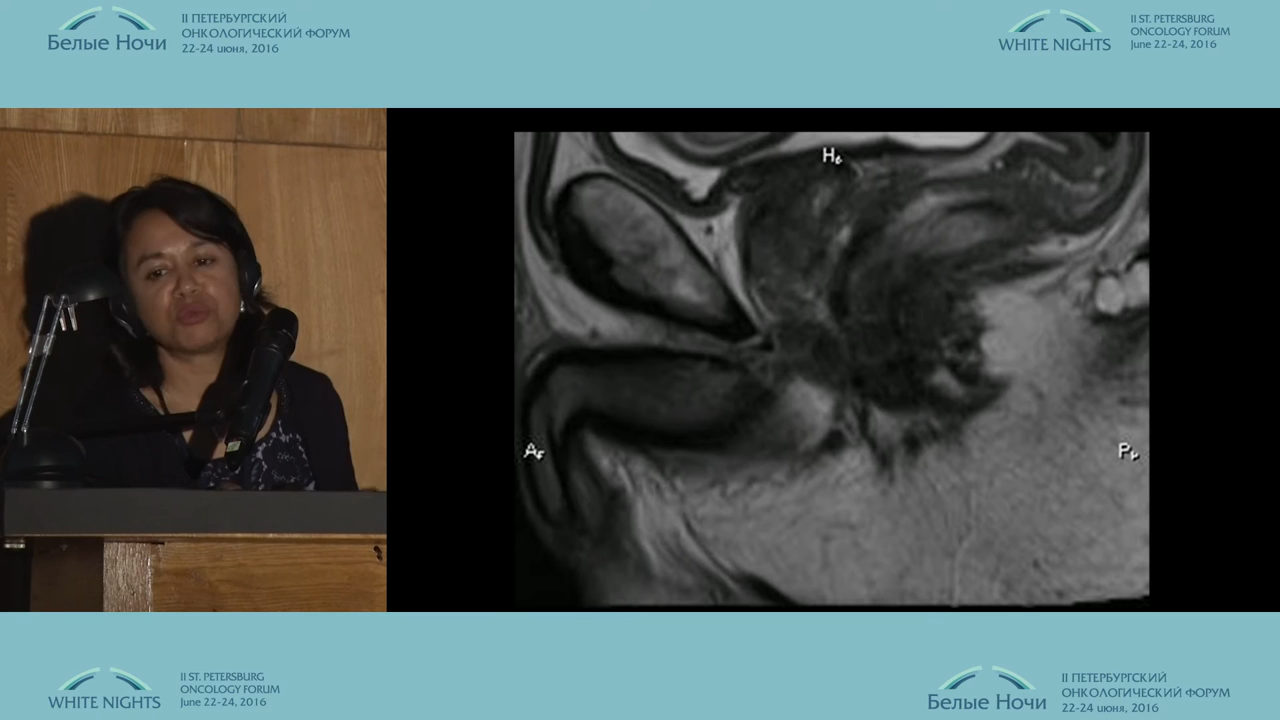 Белые Ночи
II ПЕТЕРБУРГСКИЙ
ОНКОЛОГИЧЕСКИЙ ФОРУМ
22-24 июня, 2016
WHITE NIGHTS
II ST. PETERSBURG
ONCOLOGY FORUM
June 22-24, 2016
H
A
P
WHITE NIGHTS
II ST. PETERSBURG
ONCOLOGY FORUM
June 22-24, 2016
Белые Ночи
II ПЕТЕРБУРГСКИЙ
ОНКОЛОГИЧЕСКИЙ ФОРУМ
22-24 июня, 2016